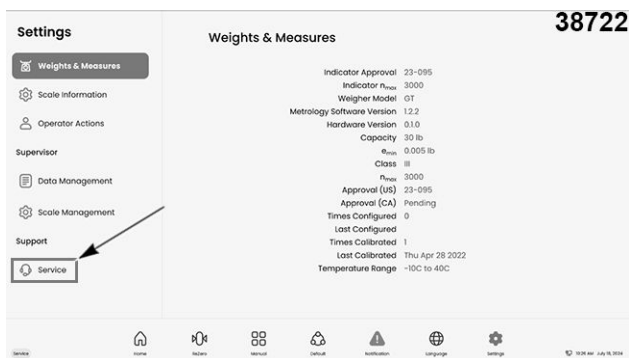 38722
Settings
Weights & Measures
Weights & Measures
Scale Information
Operator Actions
Supervisor
Data Management
Scale Management
Support
Service
Indicator Approval 23-095
Indicator nmax 3000
Weigher Model GT
Metrology Software Version 1.2.2
Hardware Version 0.1.0
Capacity 30 lb
emin 0.005 lb
Class III
nmax 3000
Approval (US) 23-095
Approval (CA) Pending
Times Configured 0
Last Configured
Times Calibrated 1
Last Calibrated Thu Apr 28 2022
Temperature Range -10C to 40C
Service
Home
ReZero
Manual
Default
Notification
Language
Settings